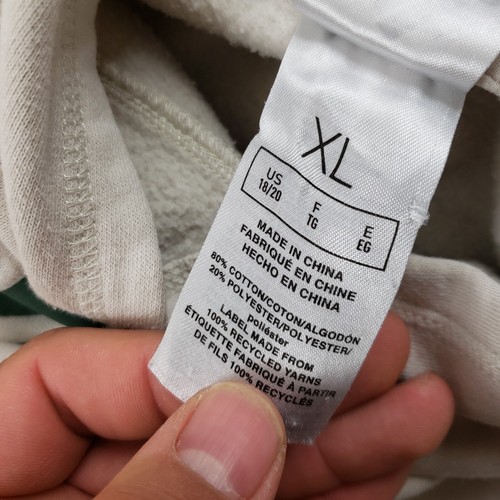 XL
US F E
18/20 TG EG
MADE IN CHINA
FABRIQUÉ EN CHINE
HECHO EN CHINA
80% COTTON/COTON/ALGODÓN
20% POLYESTER/POLYESTER/
poliéster
LABEL MADE FROM
100% RECYCLED YARNS
ÉTIQUETTE FABRIQUÉ À PARTIR
DE FILS 100% RECYCLÉS